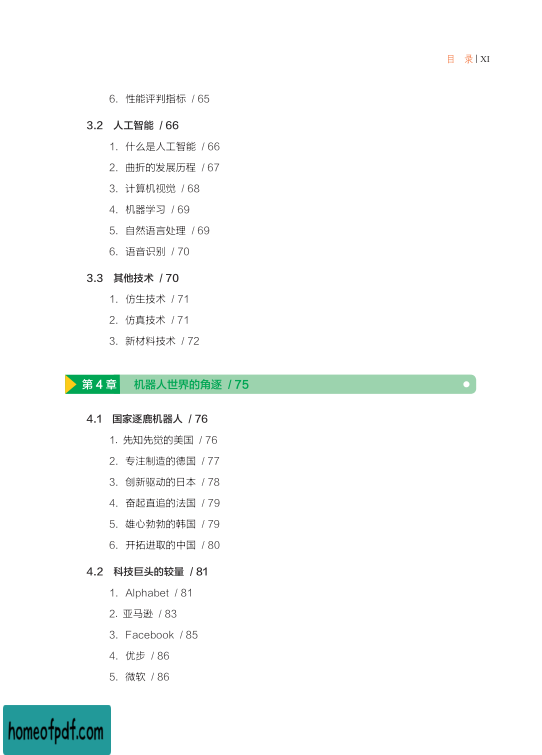 目 录 | XI
6. 性能评判指标 / 65
3.2 人工智能 / 66
1. 什么是人工智能 / 66
2. 曲折的发展历程 / 67
3. 计算机视觉 / 68
4. 机器学习 / 69
5. 自然语言处理 / 69
6. 语音识别 / 70
3.3 其他技术 / 70
1. 仿生技术 / 71
2. 仿真技术 / 71
3. 新材料技术 / 72
第 4 章 机器人世界的角逐 / 75
4.1 国家逐鹿机器人 / 76
1. 先知先觉的美国 / 76
2. 专注制造的德国 / 77
3. 创新驱动的日本 / 78
4. 奋起直追的法国 / 79
5. 雄心勃勃的韩国 / 79
6. 开拓进取的中国 / 80
4.2 科技巨头的较量 / 81
1. Alphabet / 81
2. 亚马逊 / 83
3. Facebook / 85
4. 优步 / 86
5. 微软 / 86
homeofpdf.com